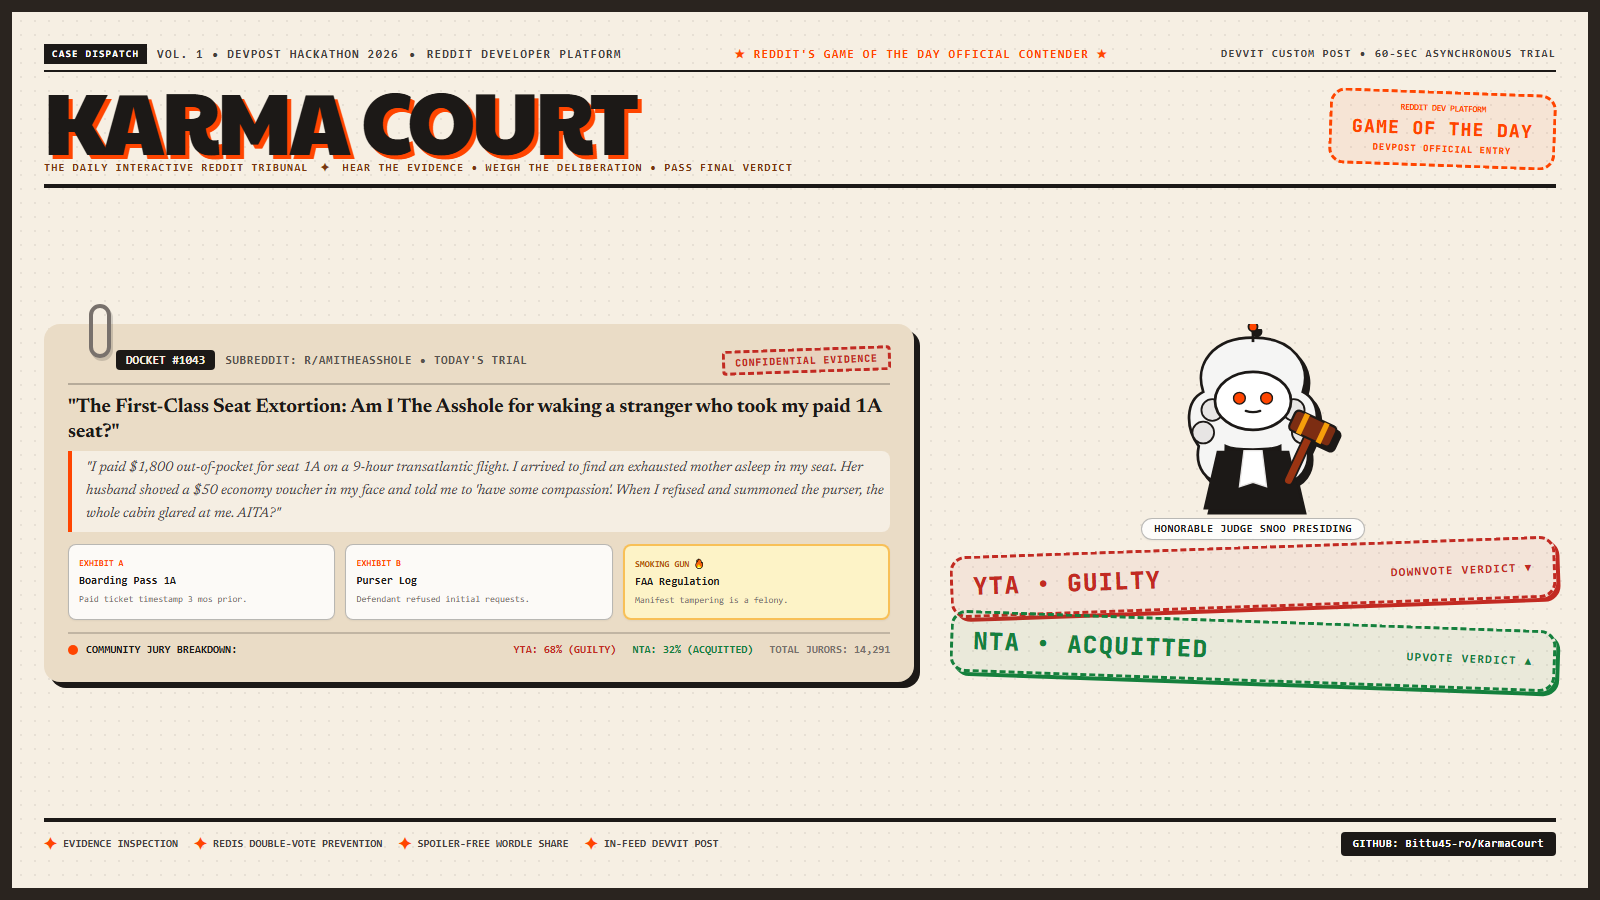 CASE DISPATCH VOL. 1 • DEVPOST HACKATHON 2026 • REDDIT DEVELOPER PLATFORM
★ REDDIT'S GAME OF THE DAY OFFICIAL CONTENDER ★
DEVVIT CUSTOM POST • 60-SEC ASYNCHRONOUS TRIAL
KARMA COURT
THE DAILY INTERACTIVE REDDIT TRIBUNAL ✦ HEAR THE EVIDENCE • WEIGH THE DELIBERATION • PASS FINAL VERDICT
REDDIT DEV PLATFORM
GAME OF THE DAY
DEVPOST OFFICIAL ENTRY
DOCKET #1043 SUBREDDIT: R/AMITHEASSHOLE • TODAY'S TRIAL
CONFIDENTIAL EVIDENCE
"The First-Class Seat Extortion: Am I The Asshole for waking a stranger who took my paid 1A
seat?"
"I paid $1,800 out-of-pocket for seat 1A on a 9-hour transatlantic flight. I arrived to find an exhausted mother asleep in my seat. Her
husband shoved a $50 economy voucher in my face and told me to 'have some compassion'. When I refused and summoned the purser, the
whole cabin glared at me. AITA?"
EXHIBIT A
Boarding Pass 1A
Paid ticket timestamp 3 mos prior.
EXHIBIT B
Purser Log
Defendant refused initial requests.
SMOKING GUN 🔥
FAA Regulation
Manifest tampering is a felony.
COMMUNITY JURY BREAKDOWN:
YTA: 68% (GUILTY) NTA: 32% (ACQUITTED) TOTAL JURORS: 14,291
HONORABLE JUDGE SNOO PRESIDING
YTA • GUILTY
DOWNVOTE VERDICT ▼
NTA • ACQUITTED
UPVOTE VERDICT ▲
✦ EVIDENCE INSPECTION ✦ REDIS DOUBLE-VOTE PREVENTION ✦ SPOILER-FREE WORDLE SHARE ✦ IN-FEED DEVVIT POST
GITHUB: Bittu45-ro/KarmaCourt